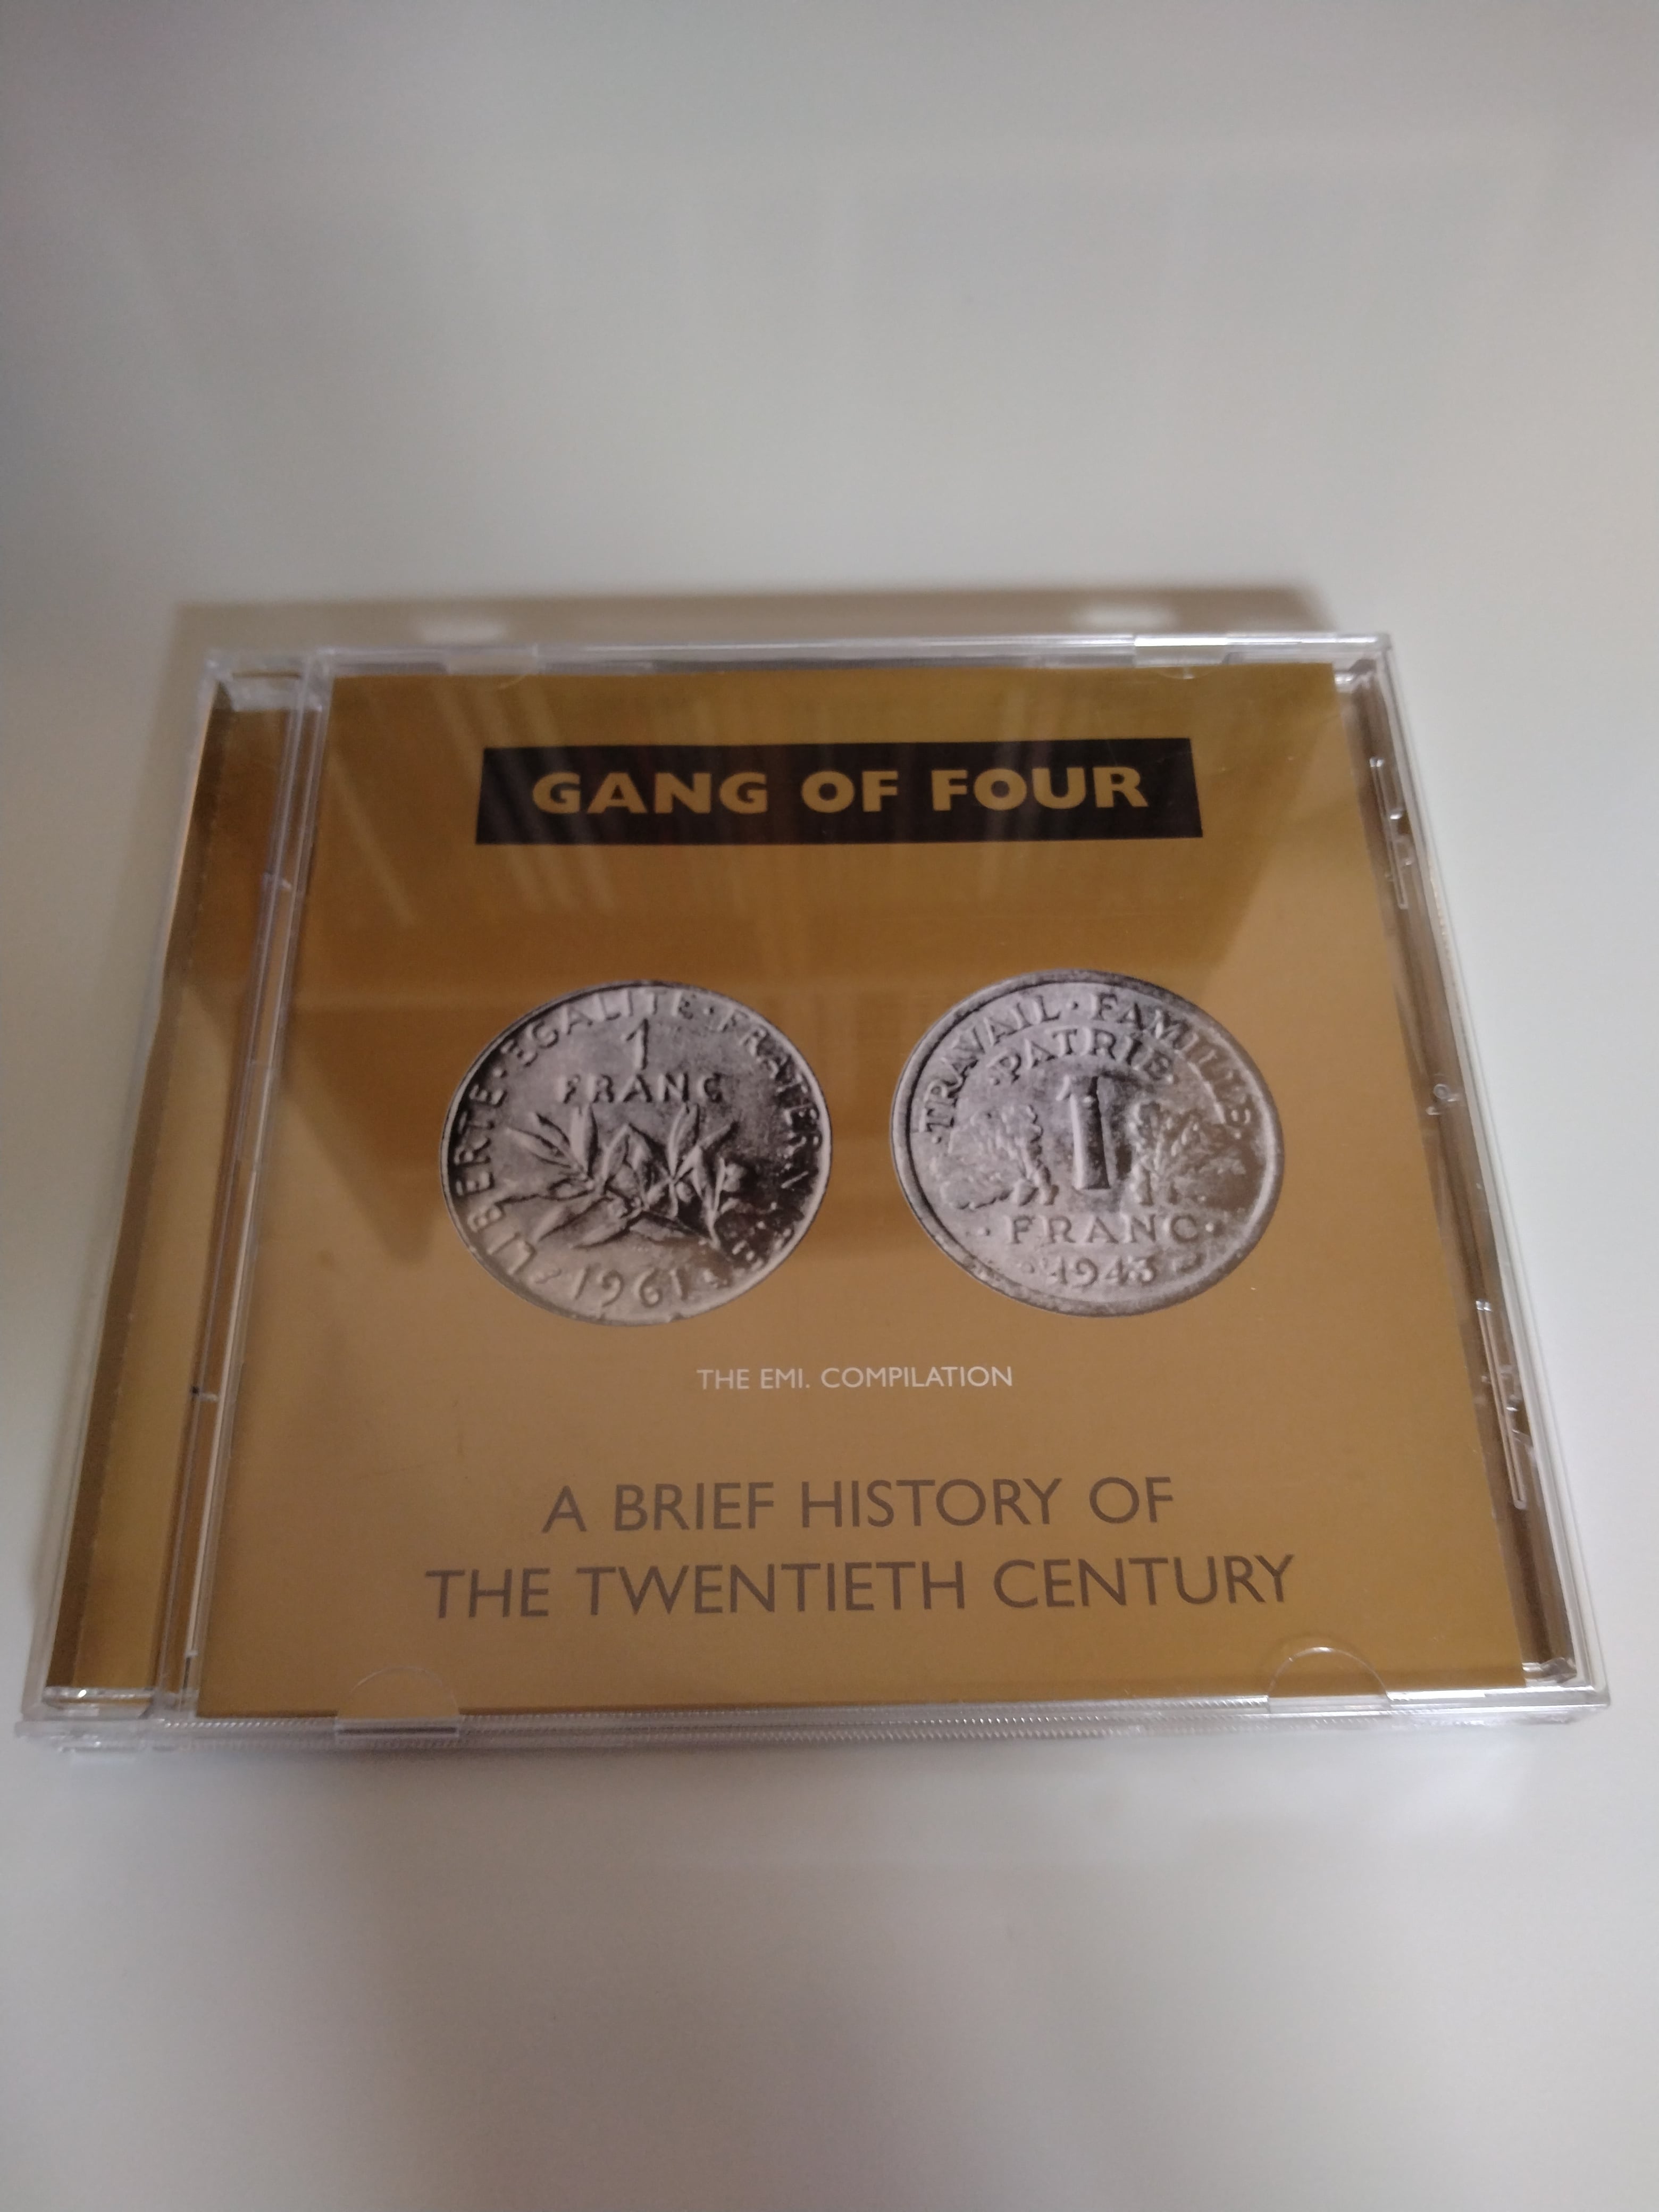 GANG OF FOUR
LIBERTE · EGALITE · FRATERNITE
1
FRANC
1961
TRAVAIL · FAMILLE
· PATRIE ·
1
· FRANC ·
· 1943 ·
THE EMI. COMPILATION
A BRIEF HISTORY OF
THE TWENTIETH CENTURY